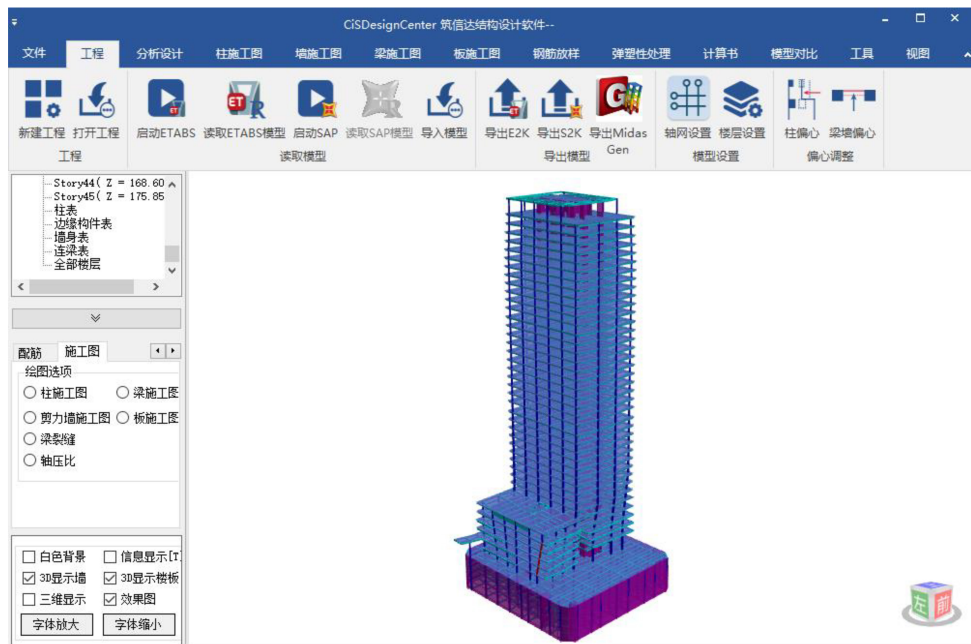 CiSDesignCenter 筑信达结构设计软件--
文件 工程 分析设计 柱施工图 墙施工图 梁施工图 板施工图 钢筋放样 弹塑性处理 计算书 模型对比 工具 视图
新建工程 打开工程 启动ETABS 读取ETABS模型 启动SAP 读取SAP模型 导入模型 导出E2K 导出S2K 导出Midas Gen 轴网设置 楼层设置 柱偏心 梁墙偏心
工程 读取模型 导出模型 模型设置 偏心调整
Story44( Z = 168.60
Story45( Z = 175.85
柱表
边缘构件表
墙身表
连梁表
全部楼层
配筋 施工图
绘图选项
柱施工图 梁施工图
剪力墙施工图 板施工图
梁裂缝
轴压比
白色背景 信息显示[T]
3D显示墙 3D显示楼板
三维显示 效果图
字体放大 字体缩小
左 前